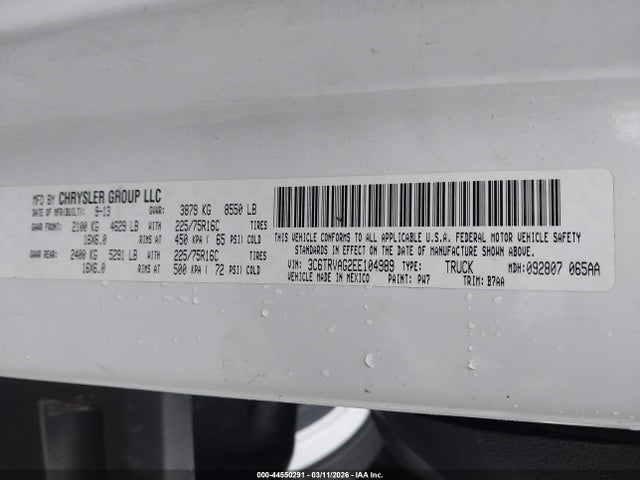 MFD BY CHRYSLER GROUP LLC
DATE OF MFR(BUILT): 9-13 GVWR: 3879 KG 8550 LB
GAWR FRONT: 2100 KG 4629 LB WITH 225/75R16C TIRES
16X6.0 RIMS AT 450 KPA ( 65 PSI) COLD
GAWR REAR: 2400 KG 5291 LB WITH 225/75R16C TIRES
16X6.0 RIMS AT 500 KPA ( 72 PSI) COLD
THIS VEHICLE CONFORMS TO ALL APPLICABLE U.S.A. FEDERAL MOTOR VEHICLE SAFETY
STANDARDS IN EFFECT ON THE DATE OF MANUFACTURE SHOWN ABOVE.
VIN: 3C6TRVAG2EE104989 TYPE: TRUCK MDH: 092807 065AA
VEHICLE MADE IN MEXICO PAINT: PW7 TRIM: B7AA
000-44550291 - 03/11/2026 - IAAI.COM